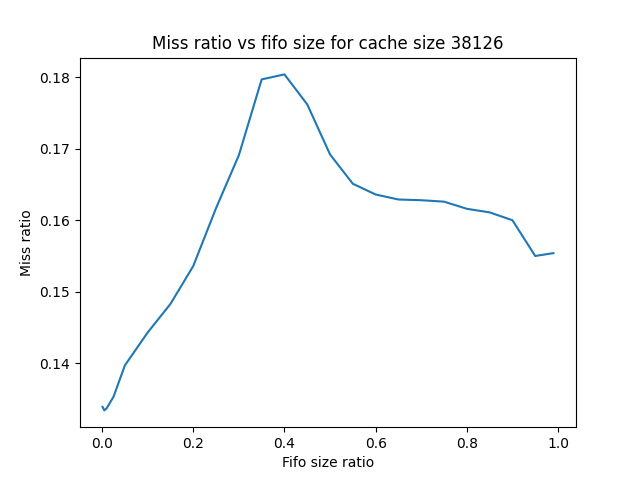 Miss ratio vs fifo size for cache size 38126
0.18
0.17
0.16
0.15
0.14
Miss ratio
0.0 0.2 0.4 0.6 0.8 1.0
Fifo size ratio